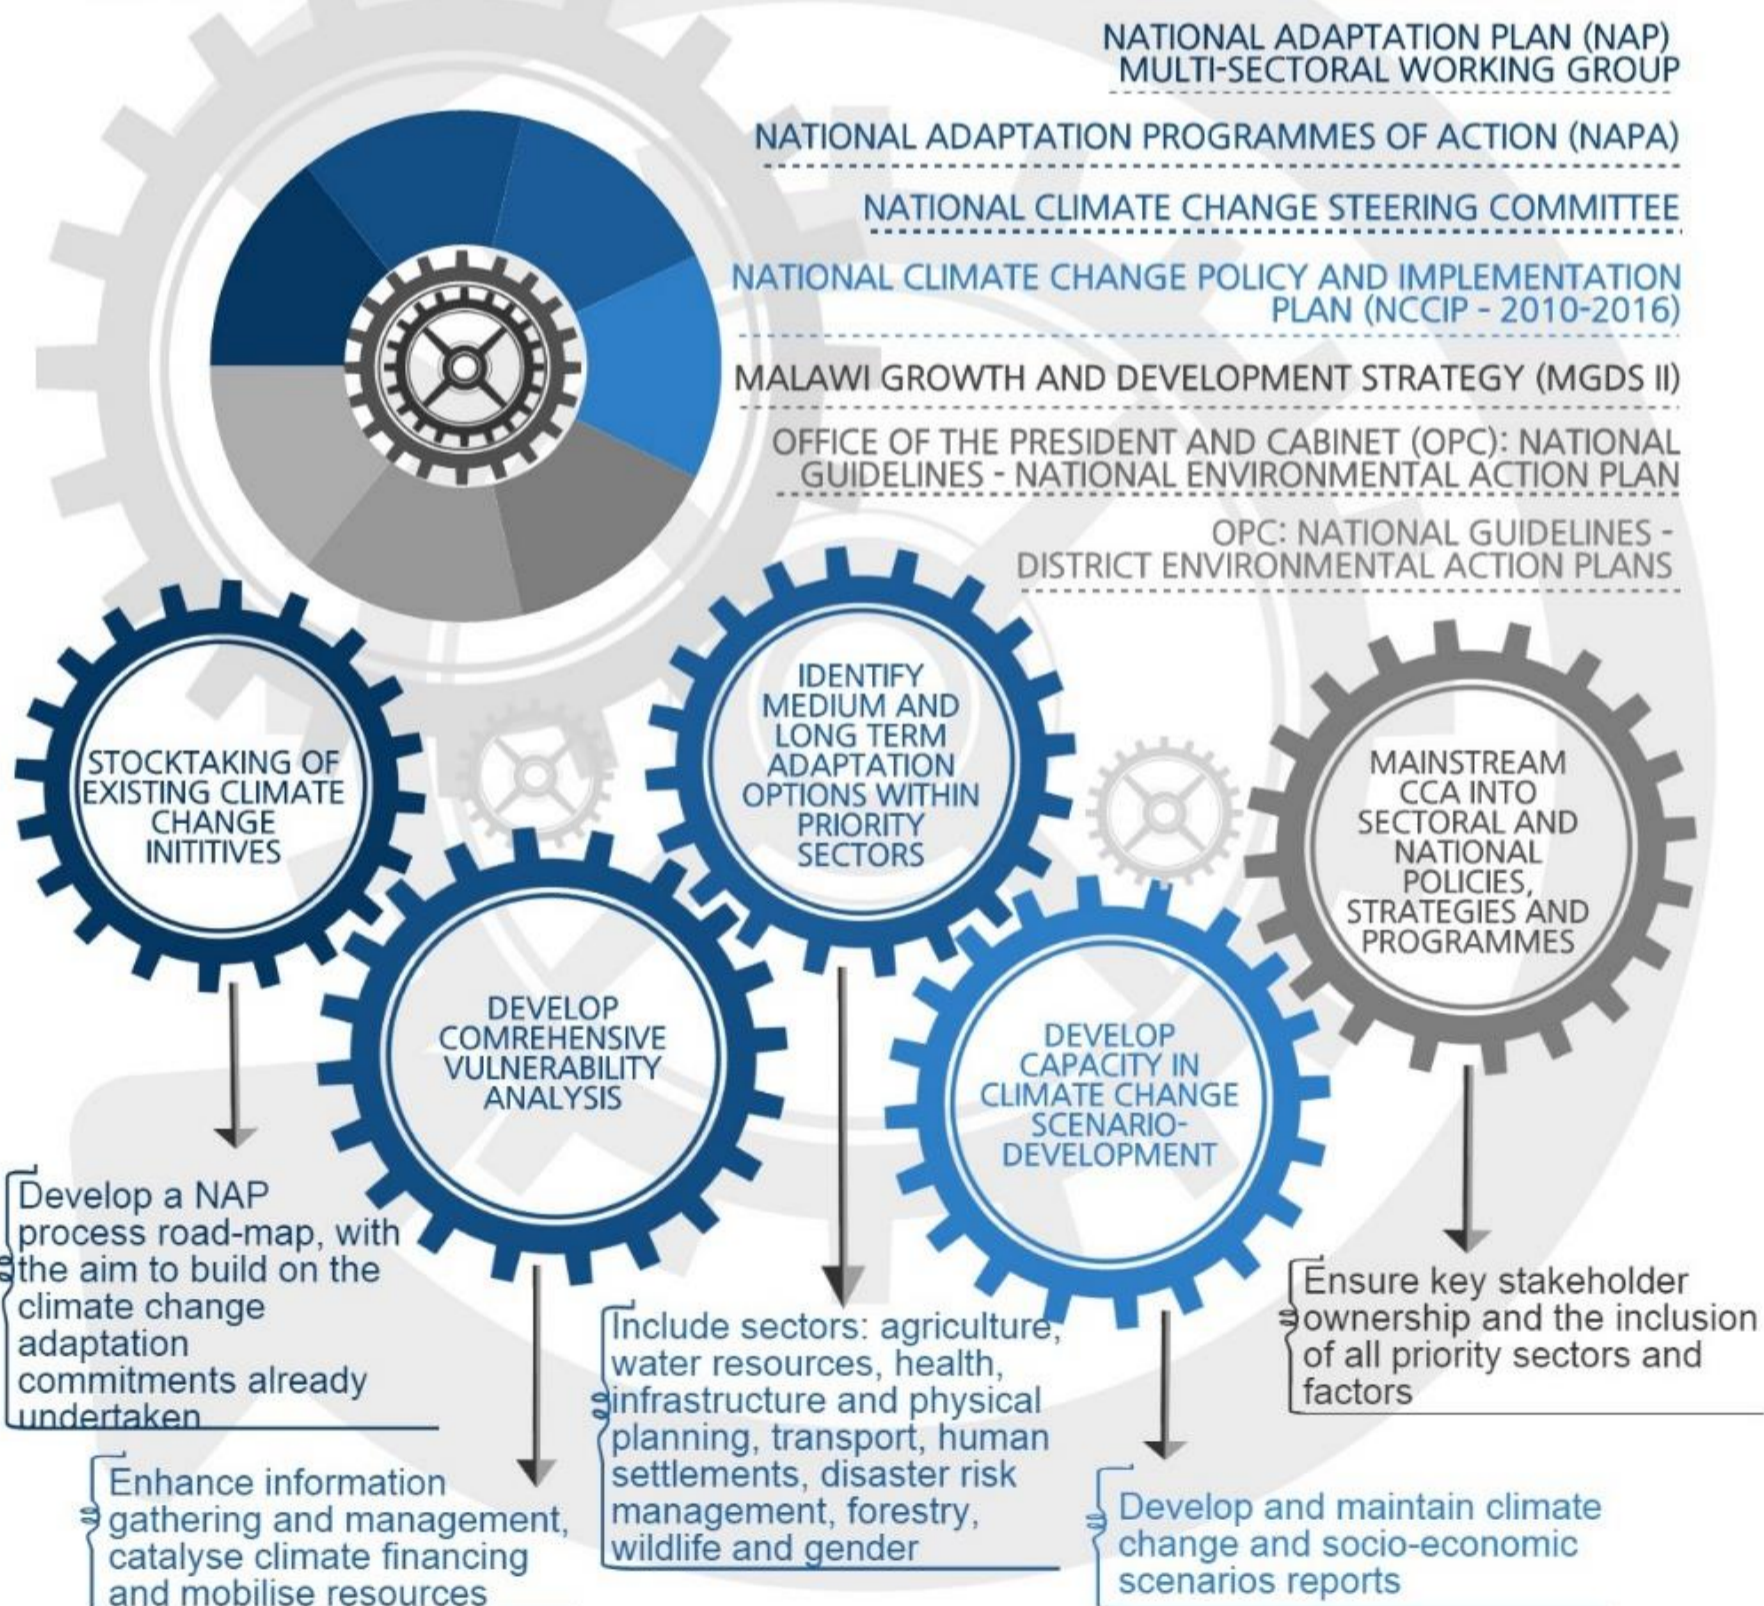 NATIONAL ADAPTATION PLAN (NAP)
MULTI-SECTORAL WORKING GROUP
NATIONAL ADAPTATION PROGRAMMES OF ACTION (NAPA)
NATIONAL CLIMATE CHANGE STEERING COMMITTEE
NATIONAL CLIMATE CHANGE POLICY AND IMPLEMENTATION
PLAN (NCCIP - 2010-2016)
MALAWI GROWTH AND DEVELOPMENT STRATEGY (MGDS II)
OFFICE OF THE PRESIDENT AND CABINET (OPC): NATIONAL
GUIDELINES - NATIONAL ENVIRONMENTAL ACTION PLAN
OPC: NATIONAL GUIDELINES -
DISTRICT ENVIRONMENTAL ACTION PLANS
STOCKTAKING OF
EXISTING CLIMATE
CHANGE
INITITIVES
DEVELOP
COMREHENSIVE
VULNERABILITY
ANALYSIS
IDENTIFY
MEDIUM AND
LONG TERM
ADAPTATION
OPTIONS WITHIN
PRIORITY
SECTORS
DEVELOP
CAPACITY IN
CLIMATE CHANGE
SCENARIO-
DEVELOPMENT
MAINSTREAM
CCA INTO
SECTORAL AND
NATIONAL
POLICIES,
STRATEGIES AND
PROGRAMMES
Develop a NAP
process road-map, with
the aim to build on the
climate change
adaptation
commitments already
undertaken
Enhance information
gathering and management,
catalyse climate financing
and mobilise resources
Include sectors: agriculture,
water resources, health,
infrastructure and physical
planning, transport, human
settlements, disaster risk
management, forestry,
wildlife and gender
Develop and maintain climate
change and socio-economic
scenarios reports
Ensure key stakeholder
ownership and the inclusion
of all priority sectors and
factors